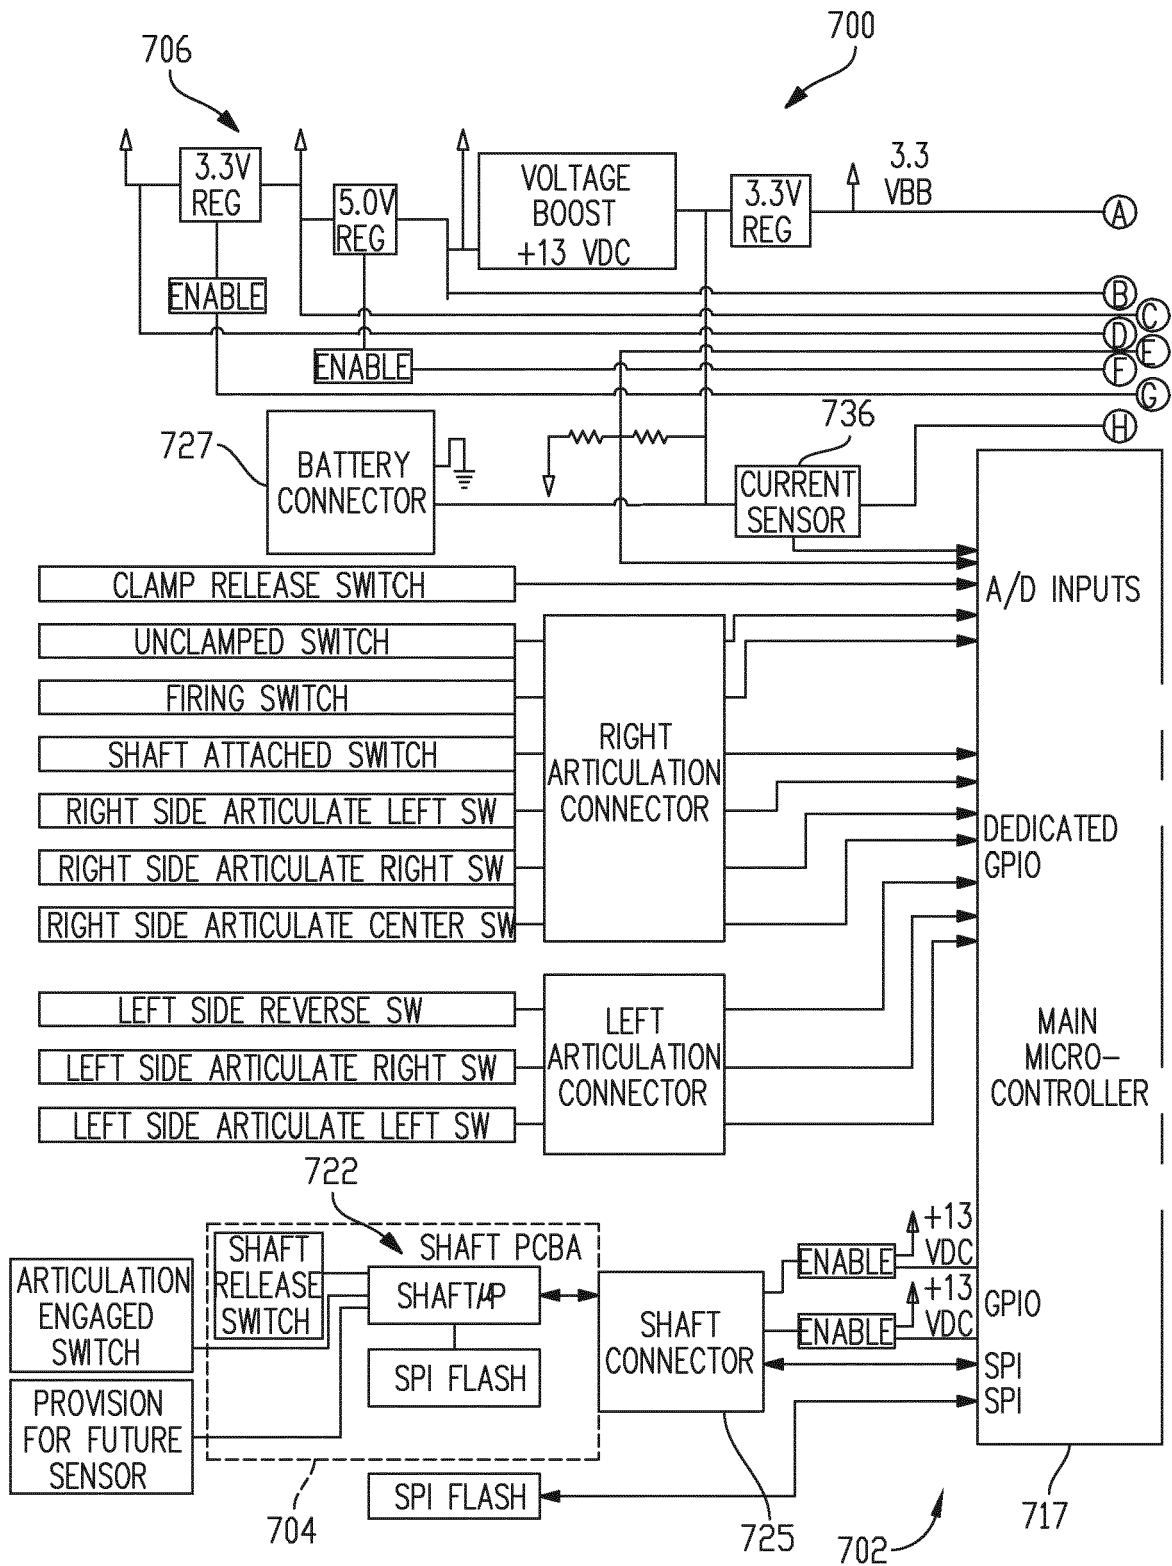 700
706
3.3V
REG
5.0V
REG
VOLTAGE
BOOST
+13 VDC
3.3V
REG
3.3
VBB
A
ENABLE
B
C
D
E
ENABLE
F
G
H
727
BATTERY
CONNECTOR
736
CURRENT
SENSOR
CLAMP RELEASE SWITCH
A/D INPUTS
UNCLAMPED SWITCH
FIRING SWITCH
SHAFT ATTACHED SWITCH
RIGHT SIDE ARTICULATE LEFT SW
RIGHT SIDE ARTICULATE RIGHT SW
RIGHT SIDE ARTICULATE CENTER SW
RIGHT
ARTICULATION
CONNECTOR
DEDICATED
GPIO
LEFT SIDE REVERSE SW
LEFT SIDE ARTICULATE RIGHT SW
LEFT SIDE ARTICULATE LEFT SW
LEFT
ARTICULATION
CONNECTOR
MAIN
MICRO-
CONTROLLER
722
SHAFT PCBA
SHAFT
RELEASE
SWITCH
ARTICULATION
ENGAGED
SWITCH
SHAFT μP
SPI FLASH
PROVISION
FOR FUTURE
SENSOR
SHAFT
CONNECTOR
ENABLE
+13
VDC
ENABLE
+13
VDC
GPIO
SPI
SPI
704
SPI FLASH
725
702
717